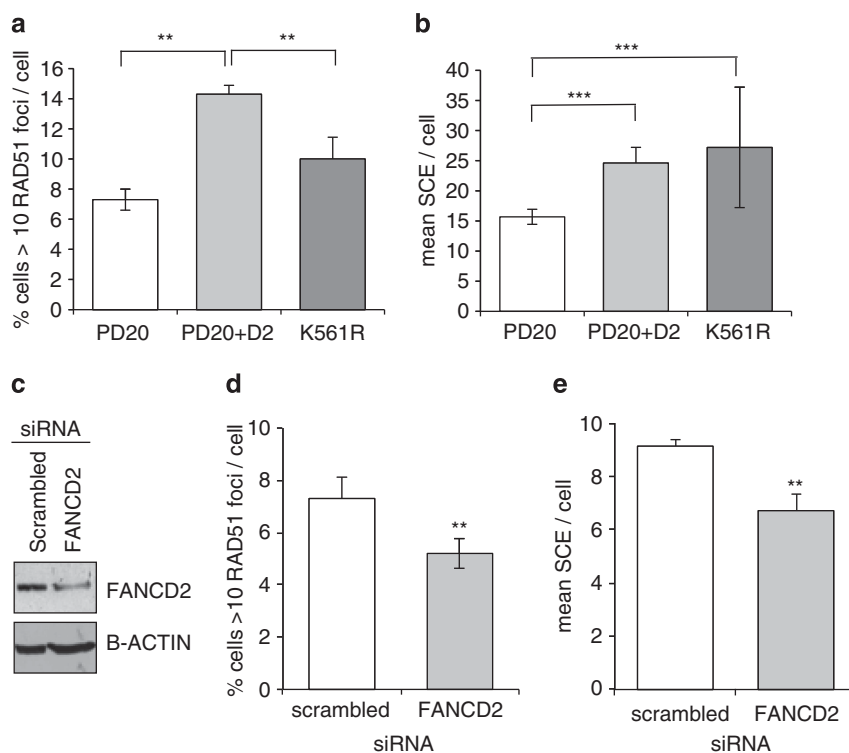 a
**
**
16
14
12
10
8
6
4
2
0
% cells > 10 RAD51 foci / cell
PD20
PD20+D2
K561R
b
***
***
40
35
30
25
20
15
10
5
0
mean SCE / cell
PD20
PD20+D2
K561R
c
siRNA
Scrambled
FANCD2
FANCD2
B-ACTIN
d
10
8
6
4
2
0
% cells >10 RAD51 foci / cell
**
scrambled
FANCD2
siRNA
e
10
8
6
4
2
0
mean SCE / cell
**
scrambled
FANCD2
siRNA